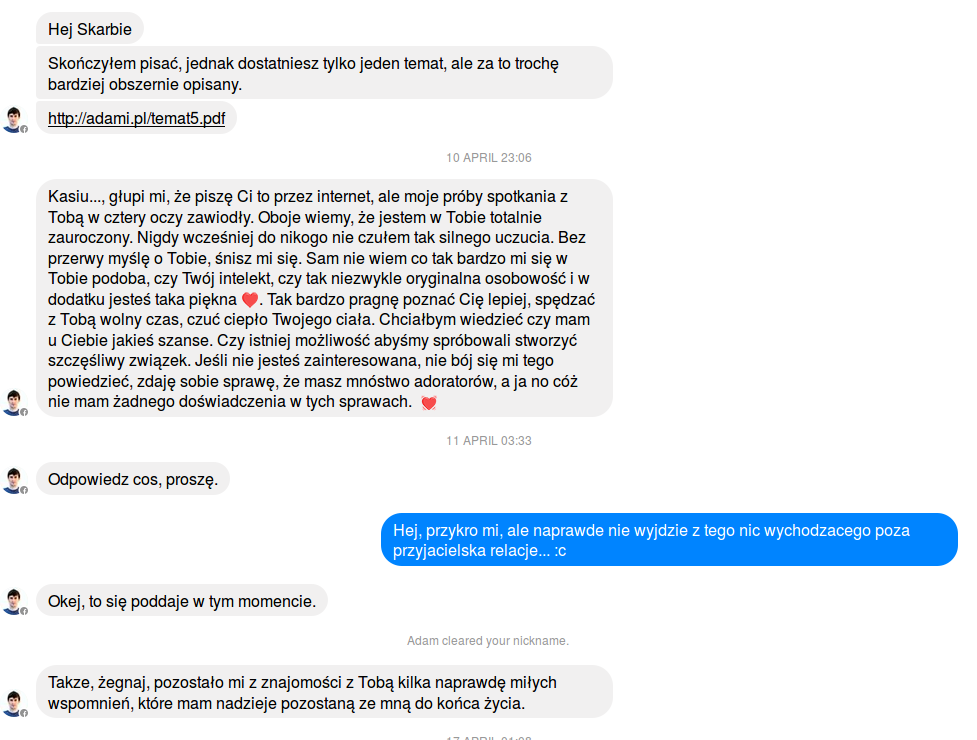 Hej Skarbie
Skończyłem pisać, jednak dostatniesz tylko jeden temat, ale za to trochę
bardziej obszernie opisany.
http://adami.pl/temat5.pdf
10 APRIL 23:06
Kasiu..., głupi mi, że piszę Ci to przez internet, ale moje próby spotkania z
Tobą w cztery oczy zawiodły. Oboje wiemy, że jestem w Tobie totalnie
zauroczony. Nigdy wcześniej do nikogo nie czułem tak silnego uczucia. Bez
przerwy myślę o Tobie, śnisz mi się. Sam nie wiem co tak bardzo mi się w
Tobie podoba, czy Twój intelekt, czy tak niezwykle oryginalna osobowość i w
dodatku jesteś taka piękna ❤️. Tak bardzo pragnę poznać Cię lepiej, spędzać
z Tobą wolny czas, czuć ciepło Twojego ciała. Chciałbym wiedzieć czy mam
u Ciebie jakieś szanse. Czy istniej możliwość abyśmy spróbowali stworzyć
szczęśliwy związek. Jeśli nie jesteś zainteresowana, nie bój się mi tego
powiedzieć, zdaję sobie sprawę, że masz mnóstwo adoratorów, a ja no cóż
nie mam żadnego doświadczenia w tych sprawach. 💓
11 APRIL 03:33
Odpowiedz cos, proszę.
Hej, przykro mi, ale naprawde nie wyjdzie z tego nic wychodzacego poza
przyjacielska relacje... :c
Okej, to się poddaje w tym momencie.
Adam cleared your nickname.
Takze, żegnaj, pozostało mi z znajomości z Tobą kilka naprawdę miłych
wspomnień, które mam nadzieje pozostaną ze mną do końca życia.